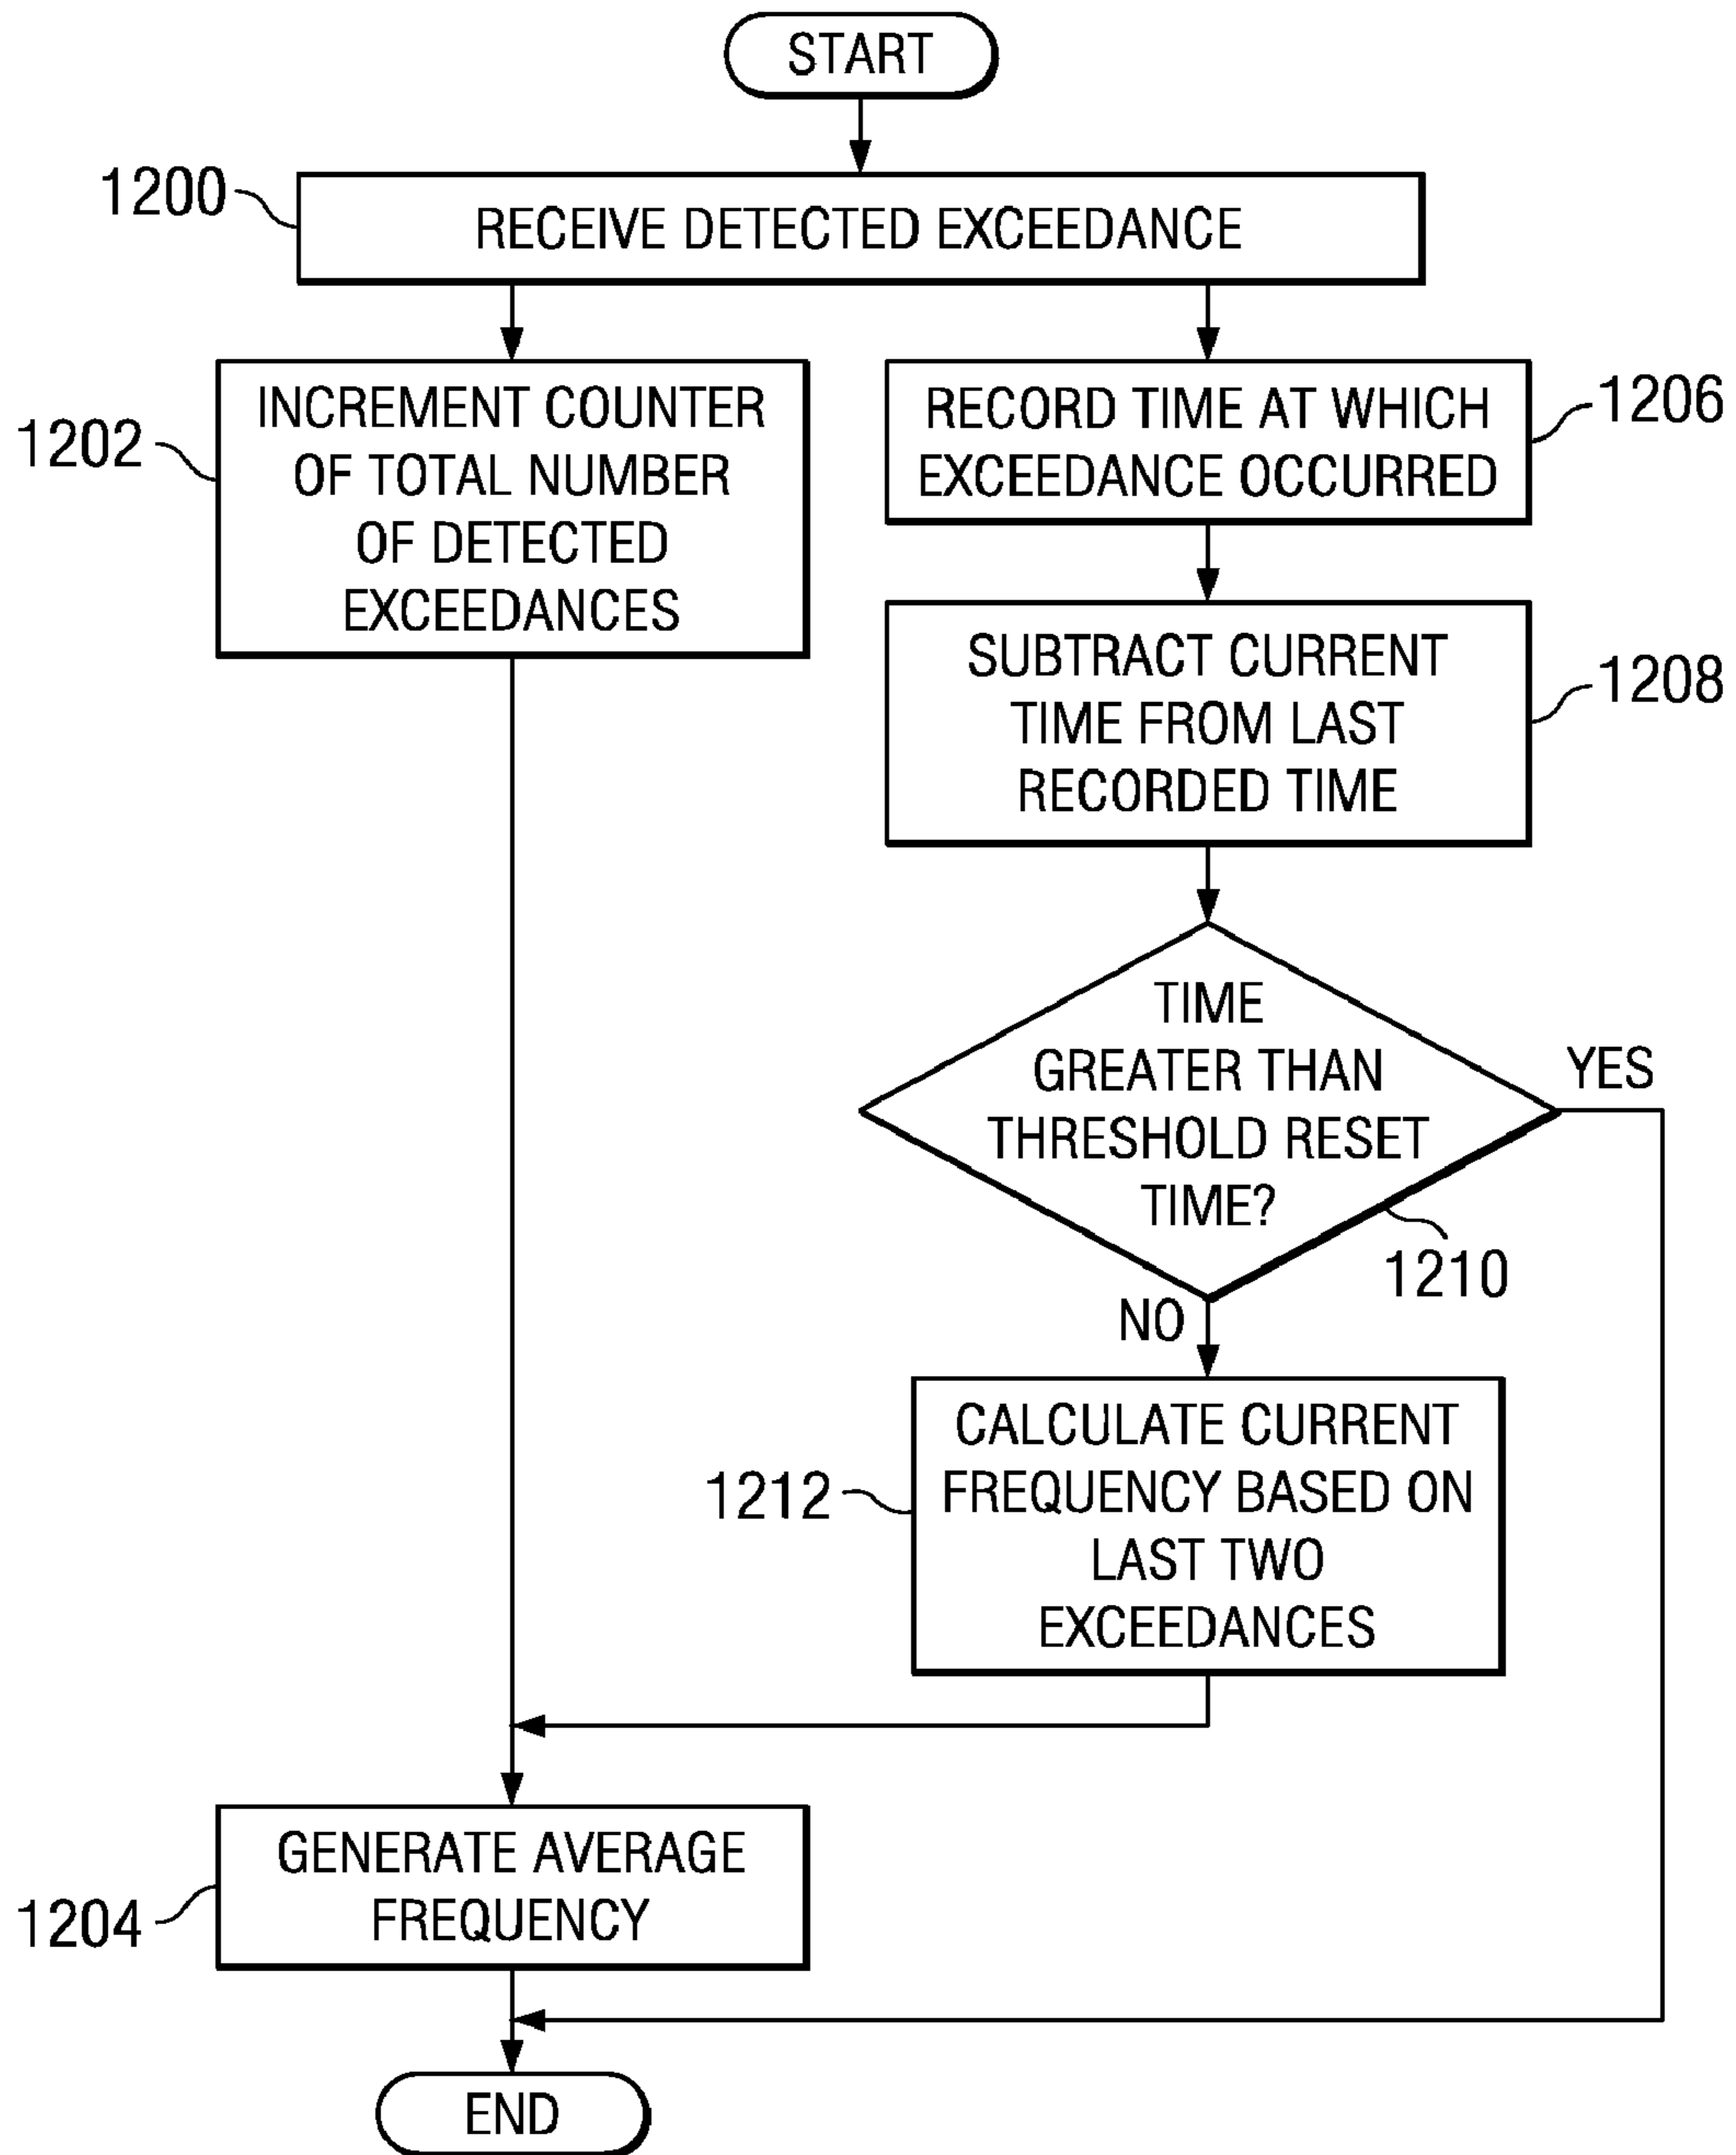 START
1200
RECEIVE DETECTED EXCEEDANCE
1202
INCREMENT COUNTER
OF TOTAL NUMBER
OF DETECTED
EXCEEDANCES
RECORD TIME AT WHICH
EXCEEDANCE OCCURRED
1206
SUBTRACT CURRENT
TIME FROM LAST
RECORDED TIME
1208
TIME
GREATER THAN
THRESHOLD RESET
TIME?
YES
1210
NO
1212
CALCULATE CURRENT
FREQUENCY BASED ON
LAST TWO
EXCEEDANCES
GENERATE AVERAGE
FREQUENCY
1204
END